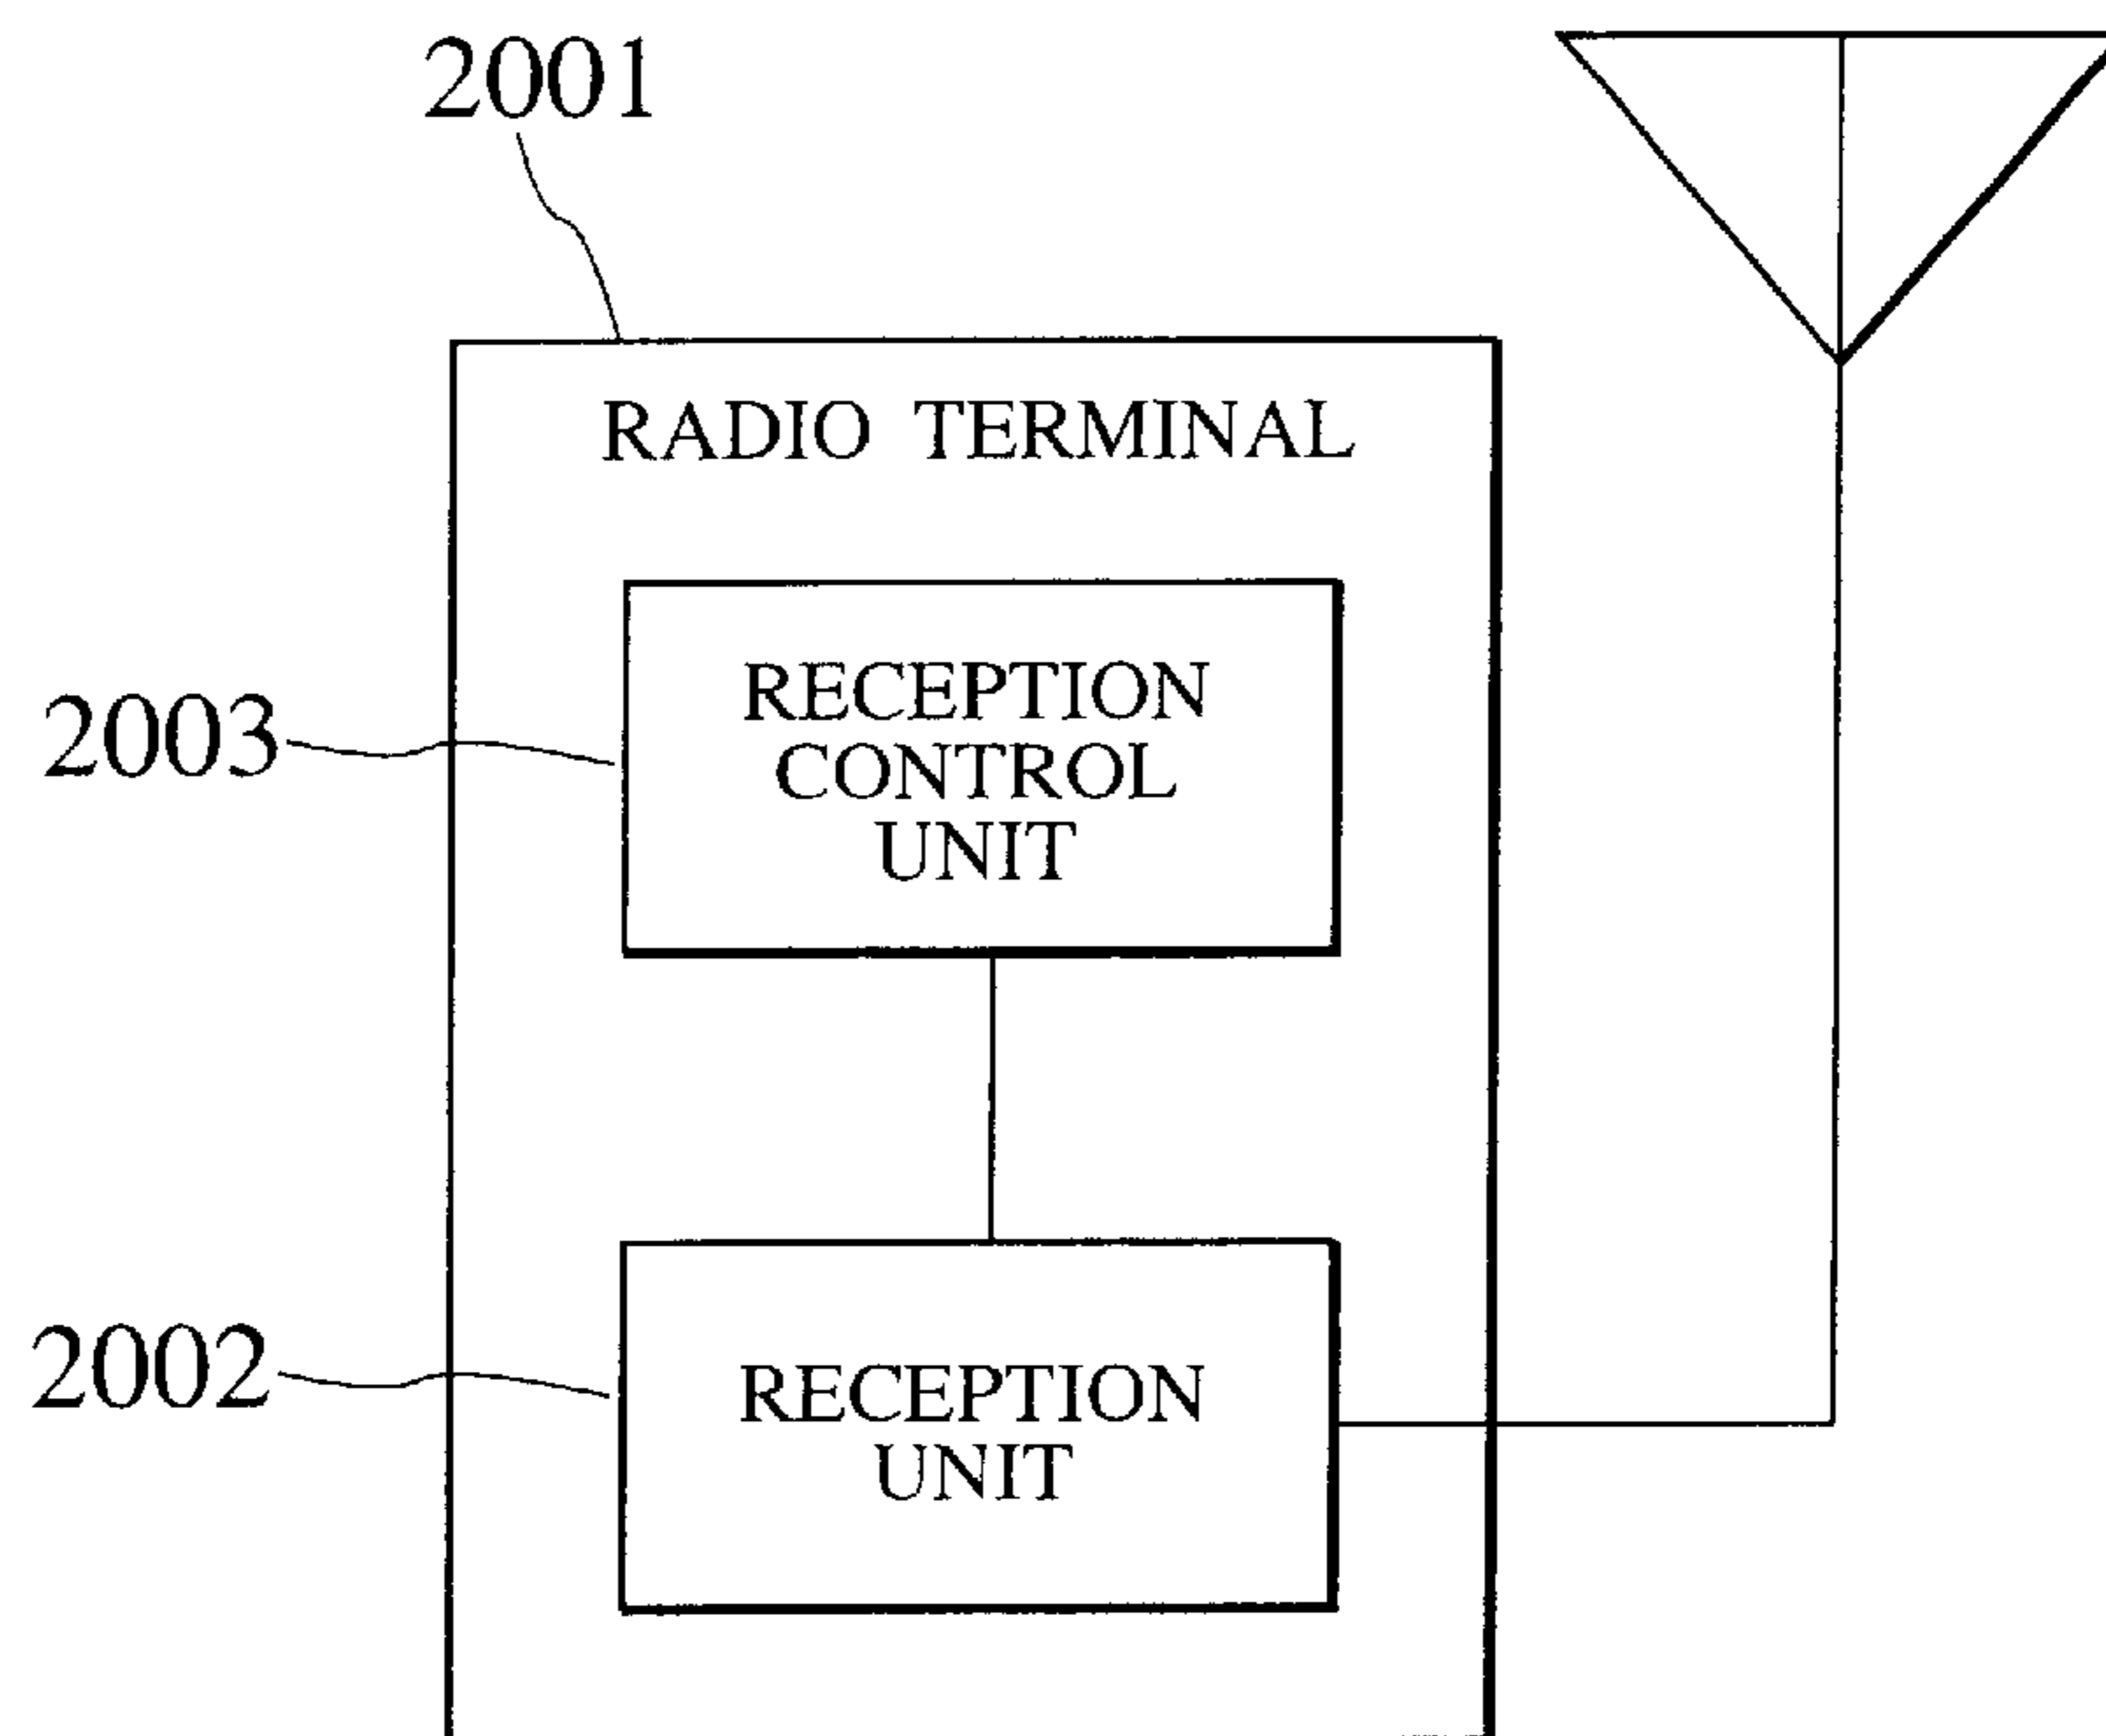 2001
RADIO TERMINAL
RECEPTION
CONTROL
UNIT
2003
RECEPTION
UNIT
2002